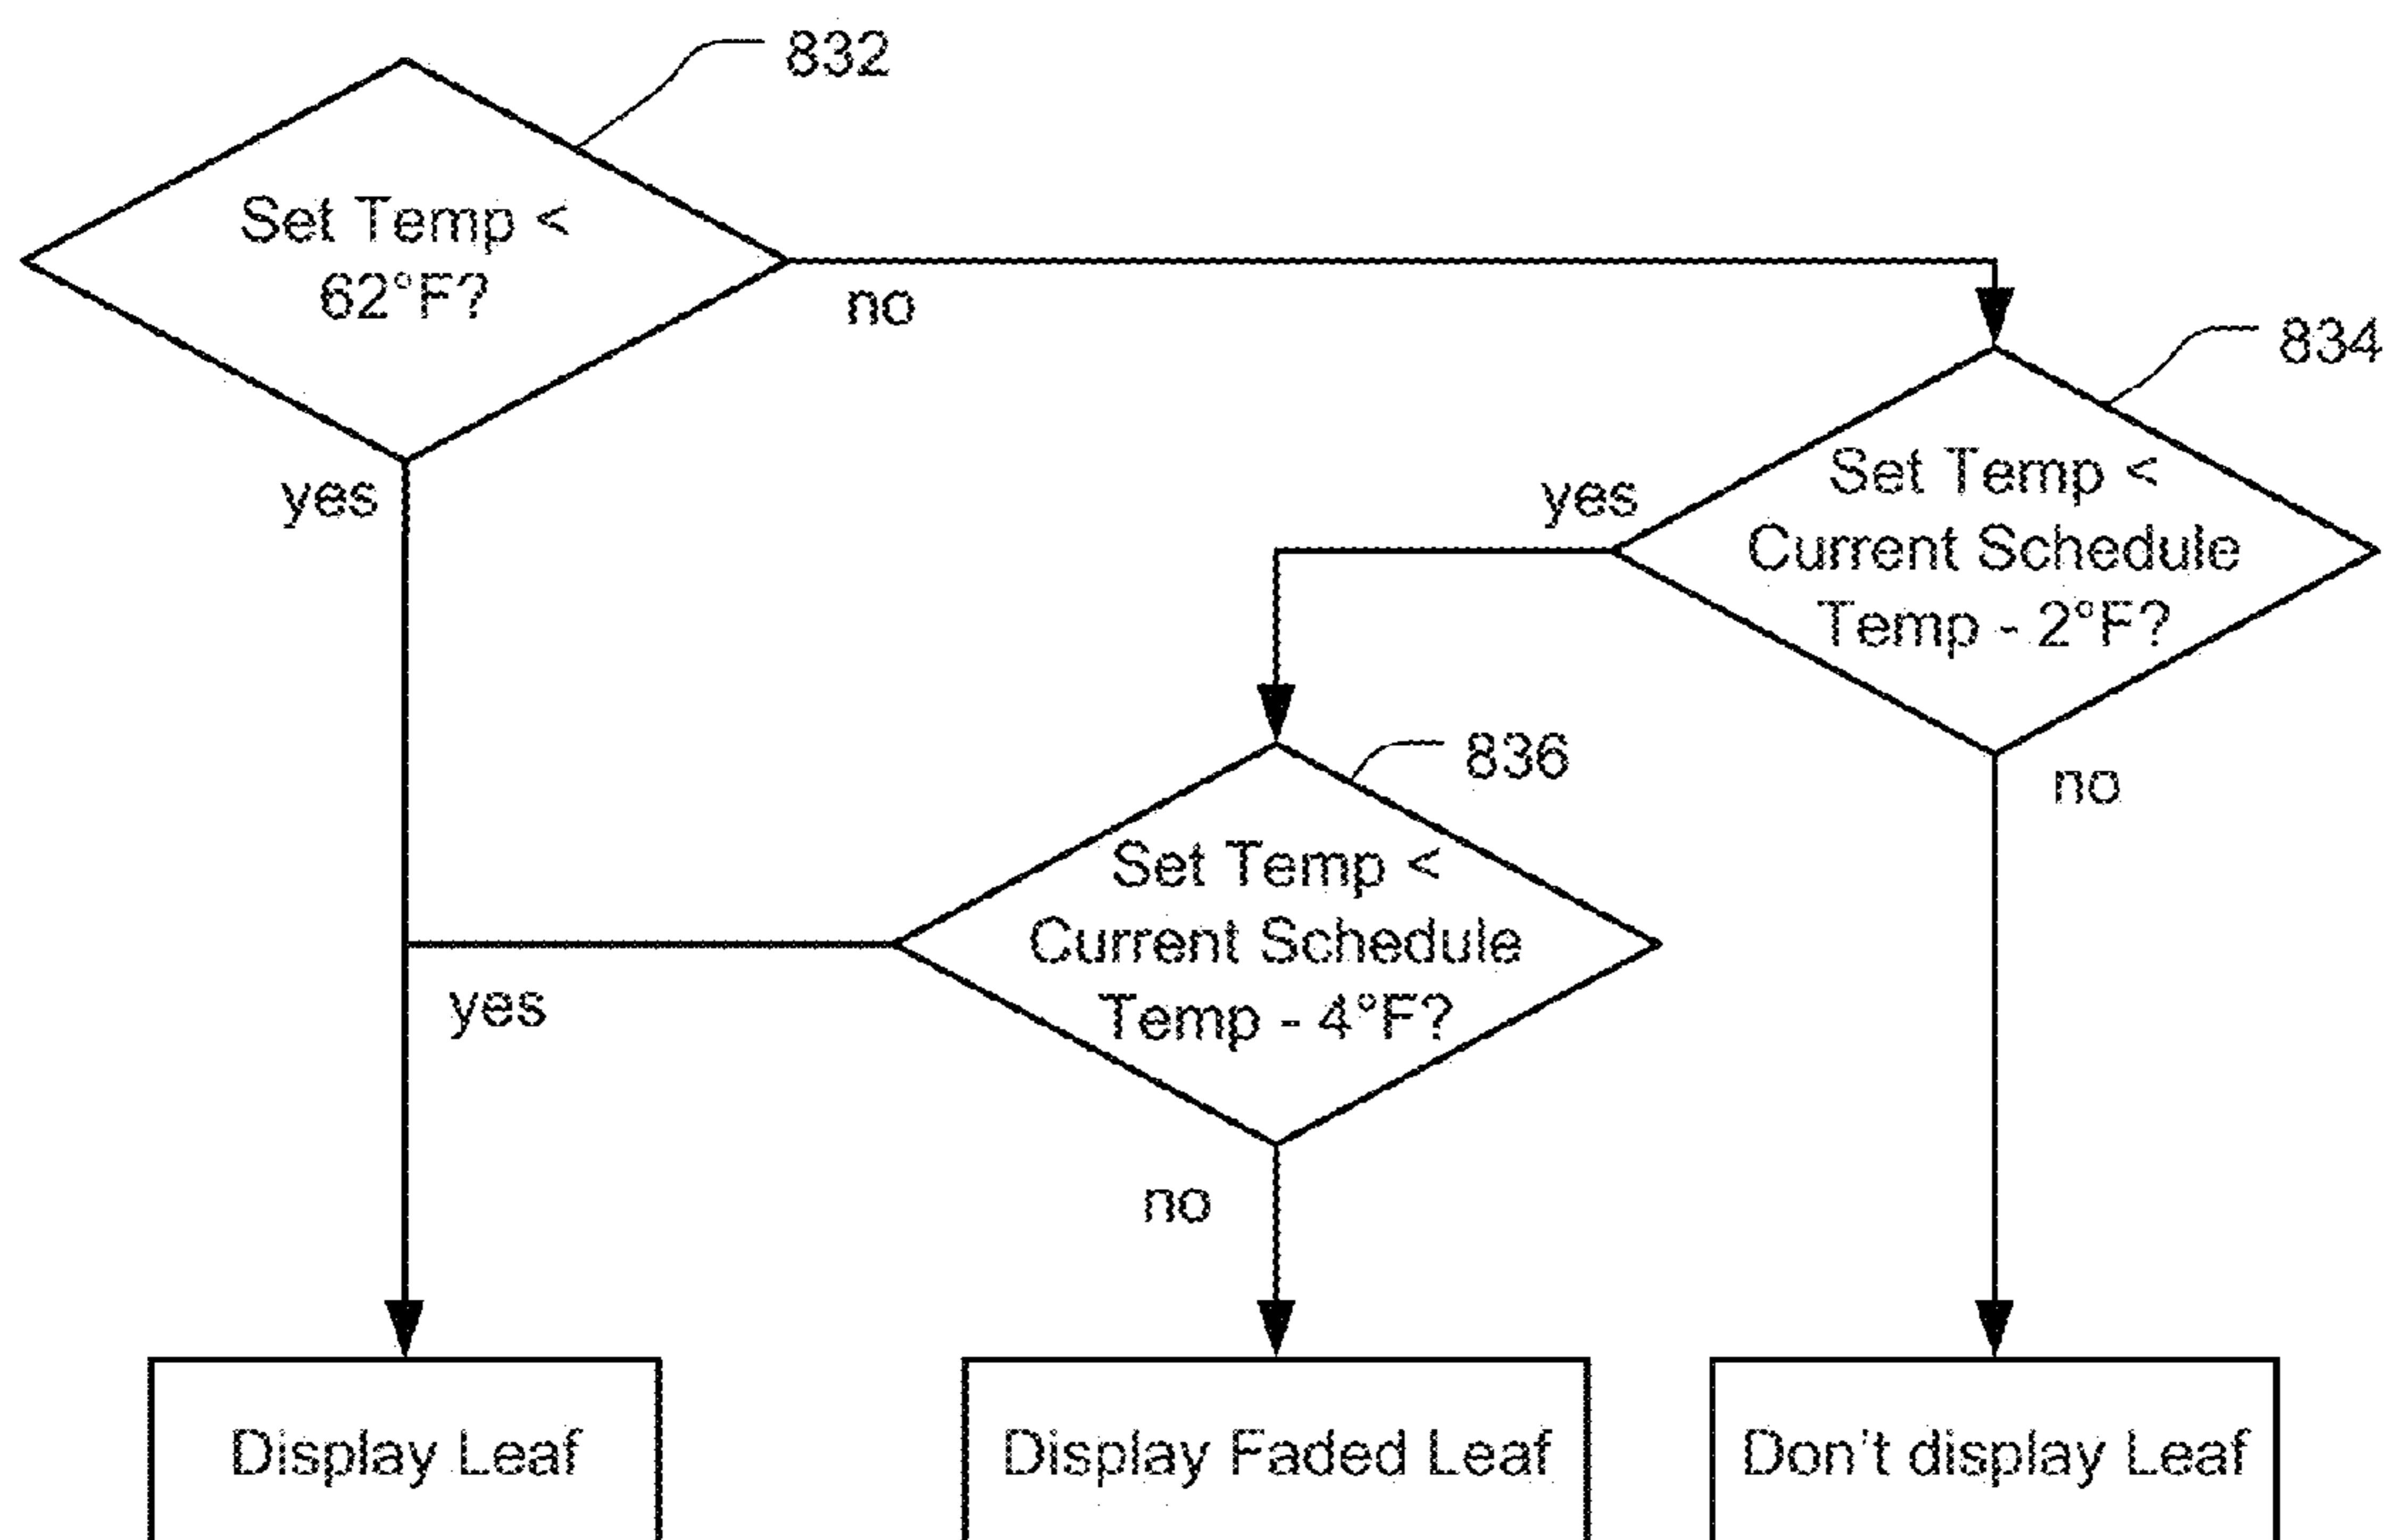 832
Set Temp <
62°F?
no
yes
834
Set Temp <
Current Schedule
Temp - 2°F?
yes
no
836
Set Temp <
Current Schedule
Temp - 4°F?
yes
no
Display Leaf
Display Faded Leaf
Don't display Leaf